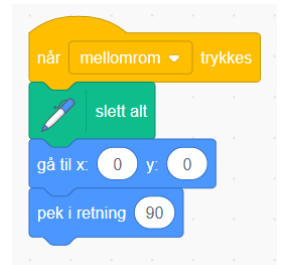 når mellomrom trykkes
slett alt
gå til x: 0 y: 0
pek i retning 90